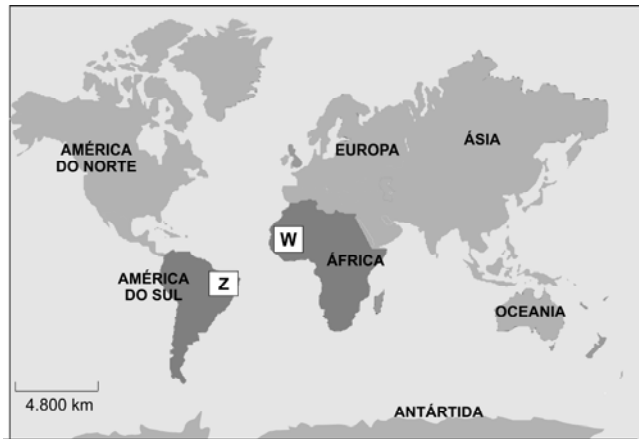 AMÉRICA
DO NORTE
EUROPA
ÁSIA
W
ÁFRICA
AMÉRICA
DO SUL
Z
OCEANIA
4.800 km
ANTÁRTIDA